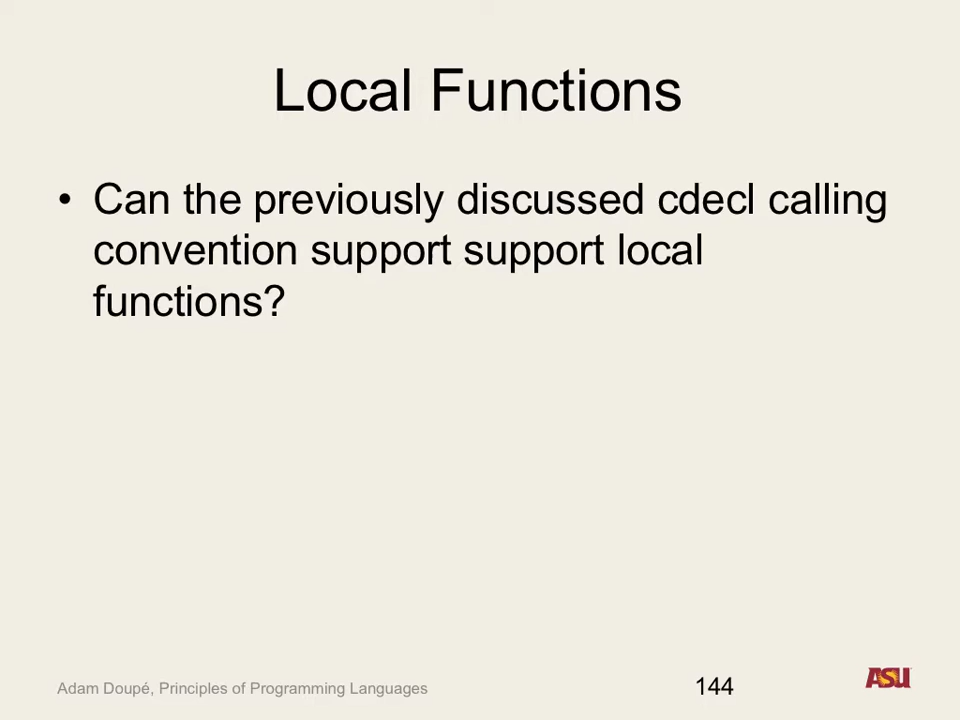 Local Functions
• Can the previously discussed cdecl calling
convention support support local
functions?
Adam Doupé, Principles of Programming Languages
144
ASU